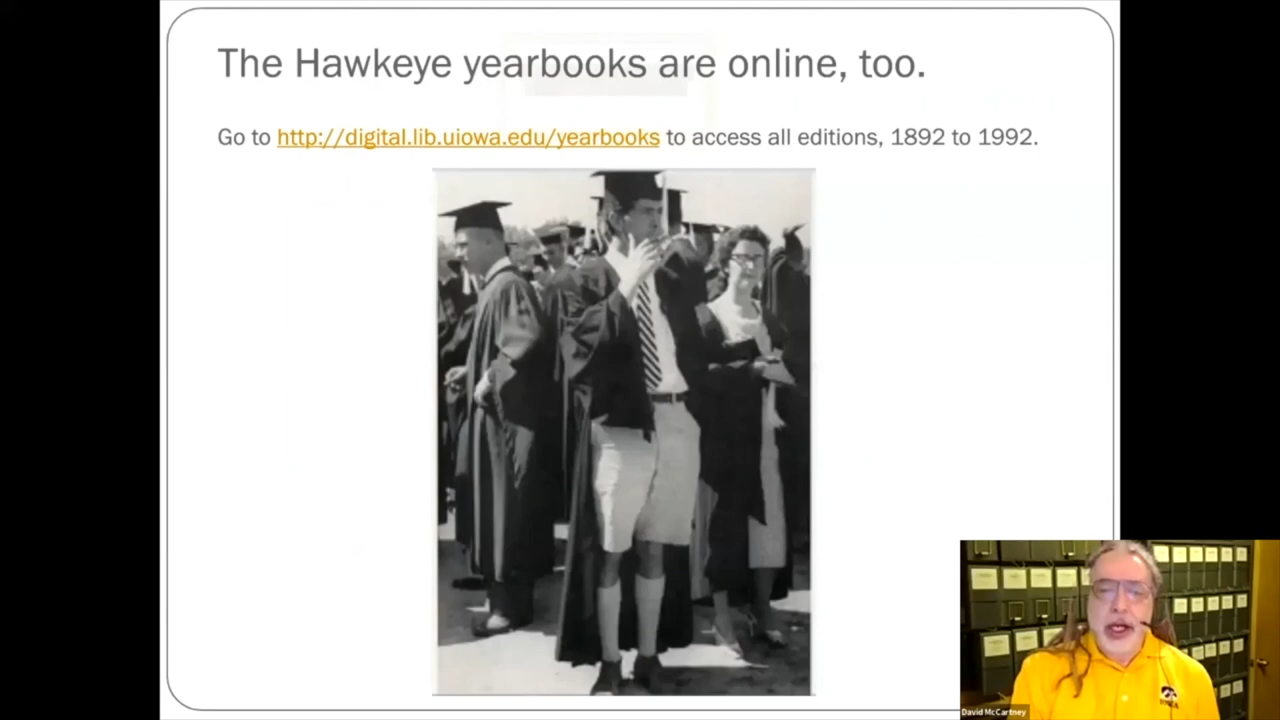 The Hawkeye yearbooks are online, too.
Go to http://digital.lib.uiowa.edu/yearbooks to access all editions, 1892 to 1992.
David McCartney